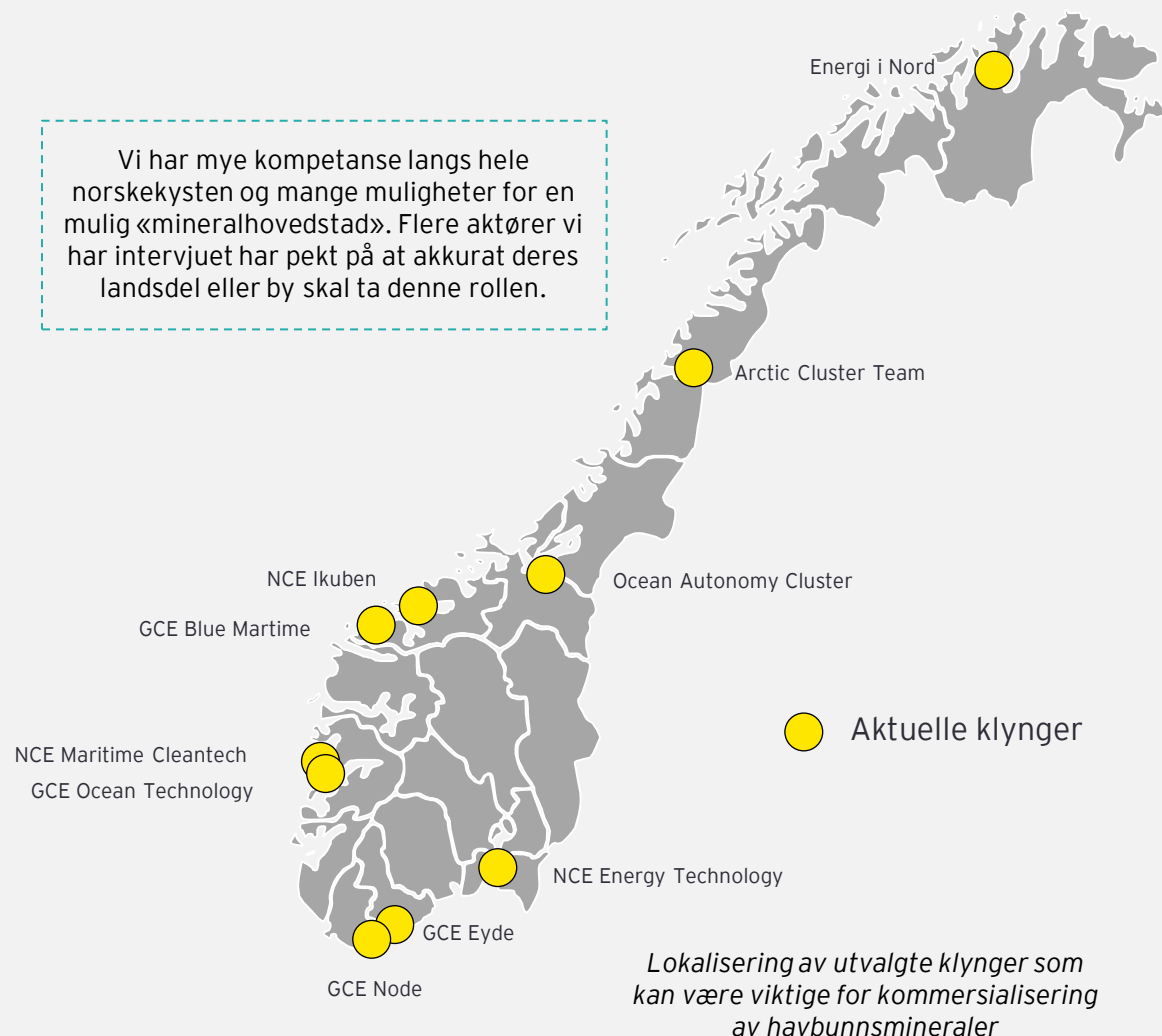 Energi i Nord
Vi har mye kompetanse langs hele
norskekysten og mange muligheter for en
mulig «mineralhovedstad». Flere aktører vi
har intervjuet har pekt på at akkurat deres
landsdel eller by skal ta denne rollen.
Arctic Cluster Team
NCE Ikuben
Ocean Autonomy Cluster
GCE Blue Martime
Aktuelle klynger
NCE Maritime Cleantech
GCE Ocean Technology
NCE Energy Technology
GCE Eyde
GCE Node
Lokalisering av utvalgte klynger som
kan være viktige for kommersialisering
av havbunnsmineraler